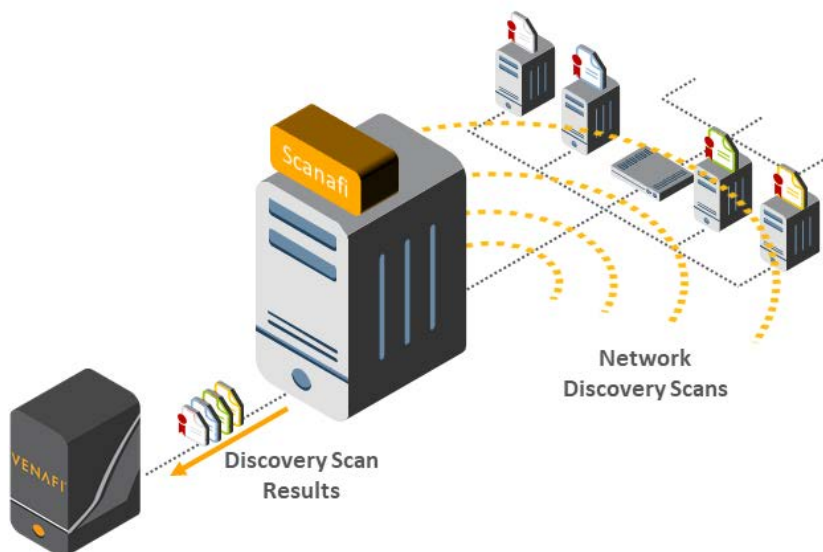 Scanafi
Network
Discovery Scans
Discovery Scan
Results
VENAFI